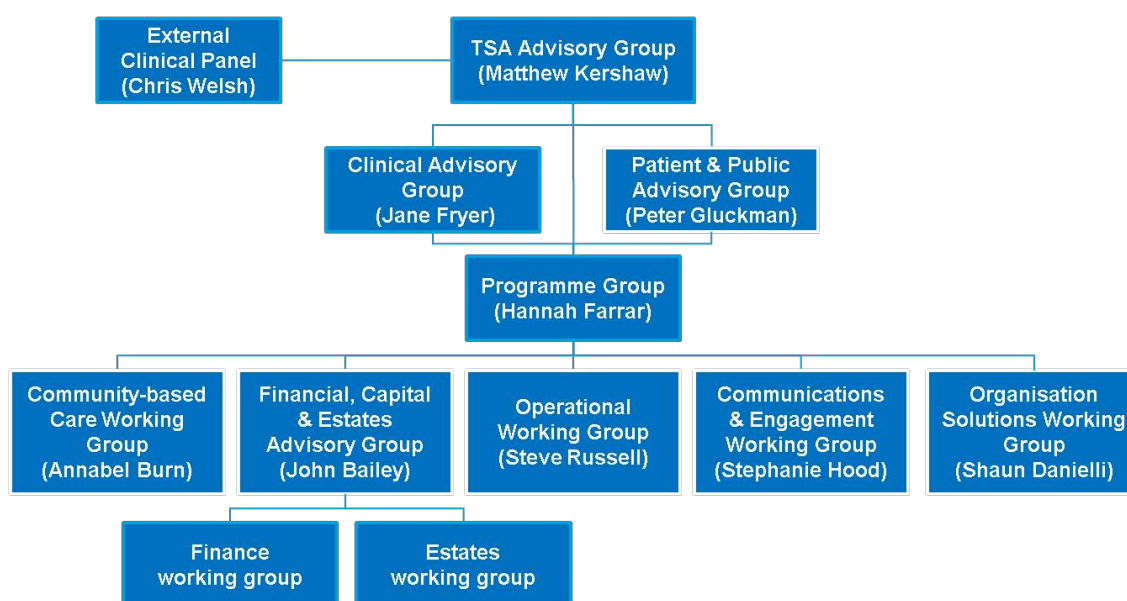 External
Clinical Panel
(Chris Welsh)
TSA Advisory Group
(Matthew Kershaw)
Clinical Advisory
Group
(Jane Fryer)
Patient & Public
Advisory Group
(Peter Gluckman)
Programme Group
(Hannah Farrar)
Community-based
Care Working
Group
(Annabel Burn)
Financial, Capital
& Estates
Advisory Group
(John Bailey)
Operational
Working Group
(Steve Russell)
Communications
& Engagement
Working Group
(Stephanie Hood)
Organisation
Solutions Working
Group
(Shaun Danielli)
Finance
working group
Estates
working group